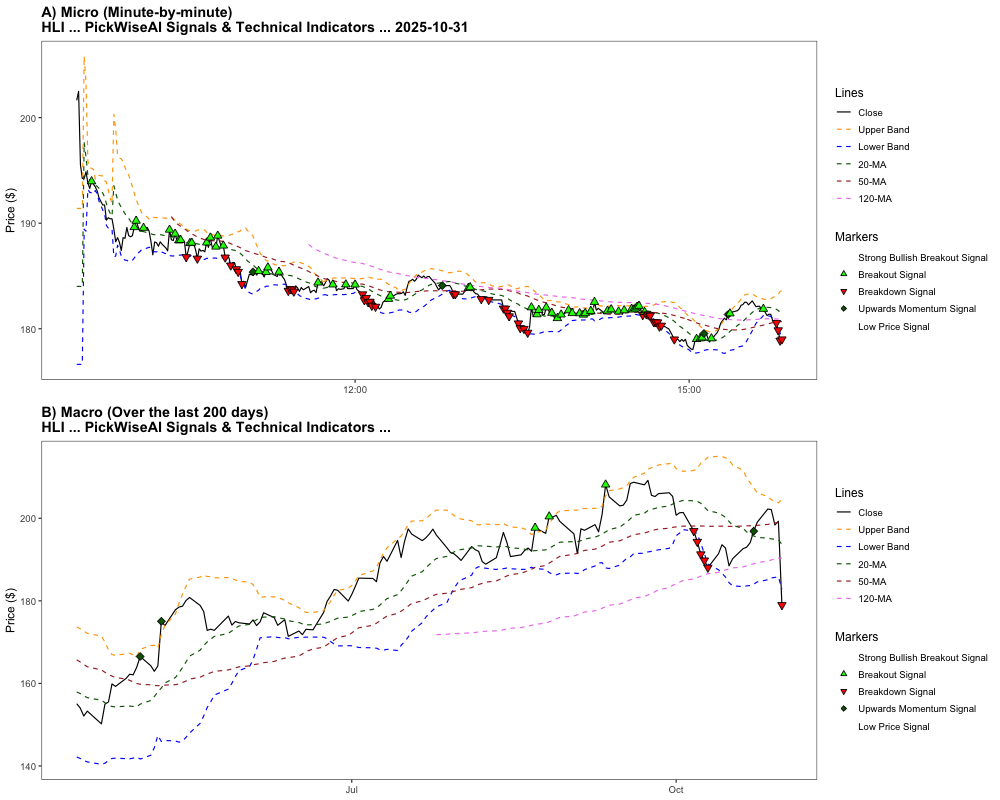 A) Micro (Minute-by-minute)
HLI ... PickWiseAI Signals & Technical Indicators ... 2025-10-31
Price ($)
200
190
180
12:00
15:00
Lines
Close
Upper Band
Lower Band
20-MA
50-MA
120-MA
Markers
Strong Bullish Breakout Signal
Breakout Signal
Breakdown Signal
Upwards Momentum Signal
Low Price Signal
B) Macro (Over the last 200 days)
HLI ... PickWiseAI Signals & Technical Indicators ...
Price ($)
200
180
160
140
Jul
Oct
Lines
Close
Upper Band
Lower Band
20-MA
50-MA
120-MA
Markers
Strong Bullish Breakout Signal
Breakout Signal
Breakdown Signal
Upwards Momentum Signal
Low Price Signal